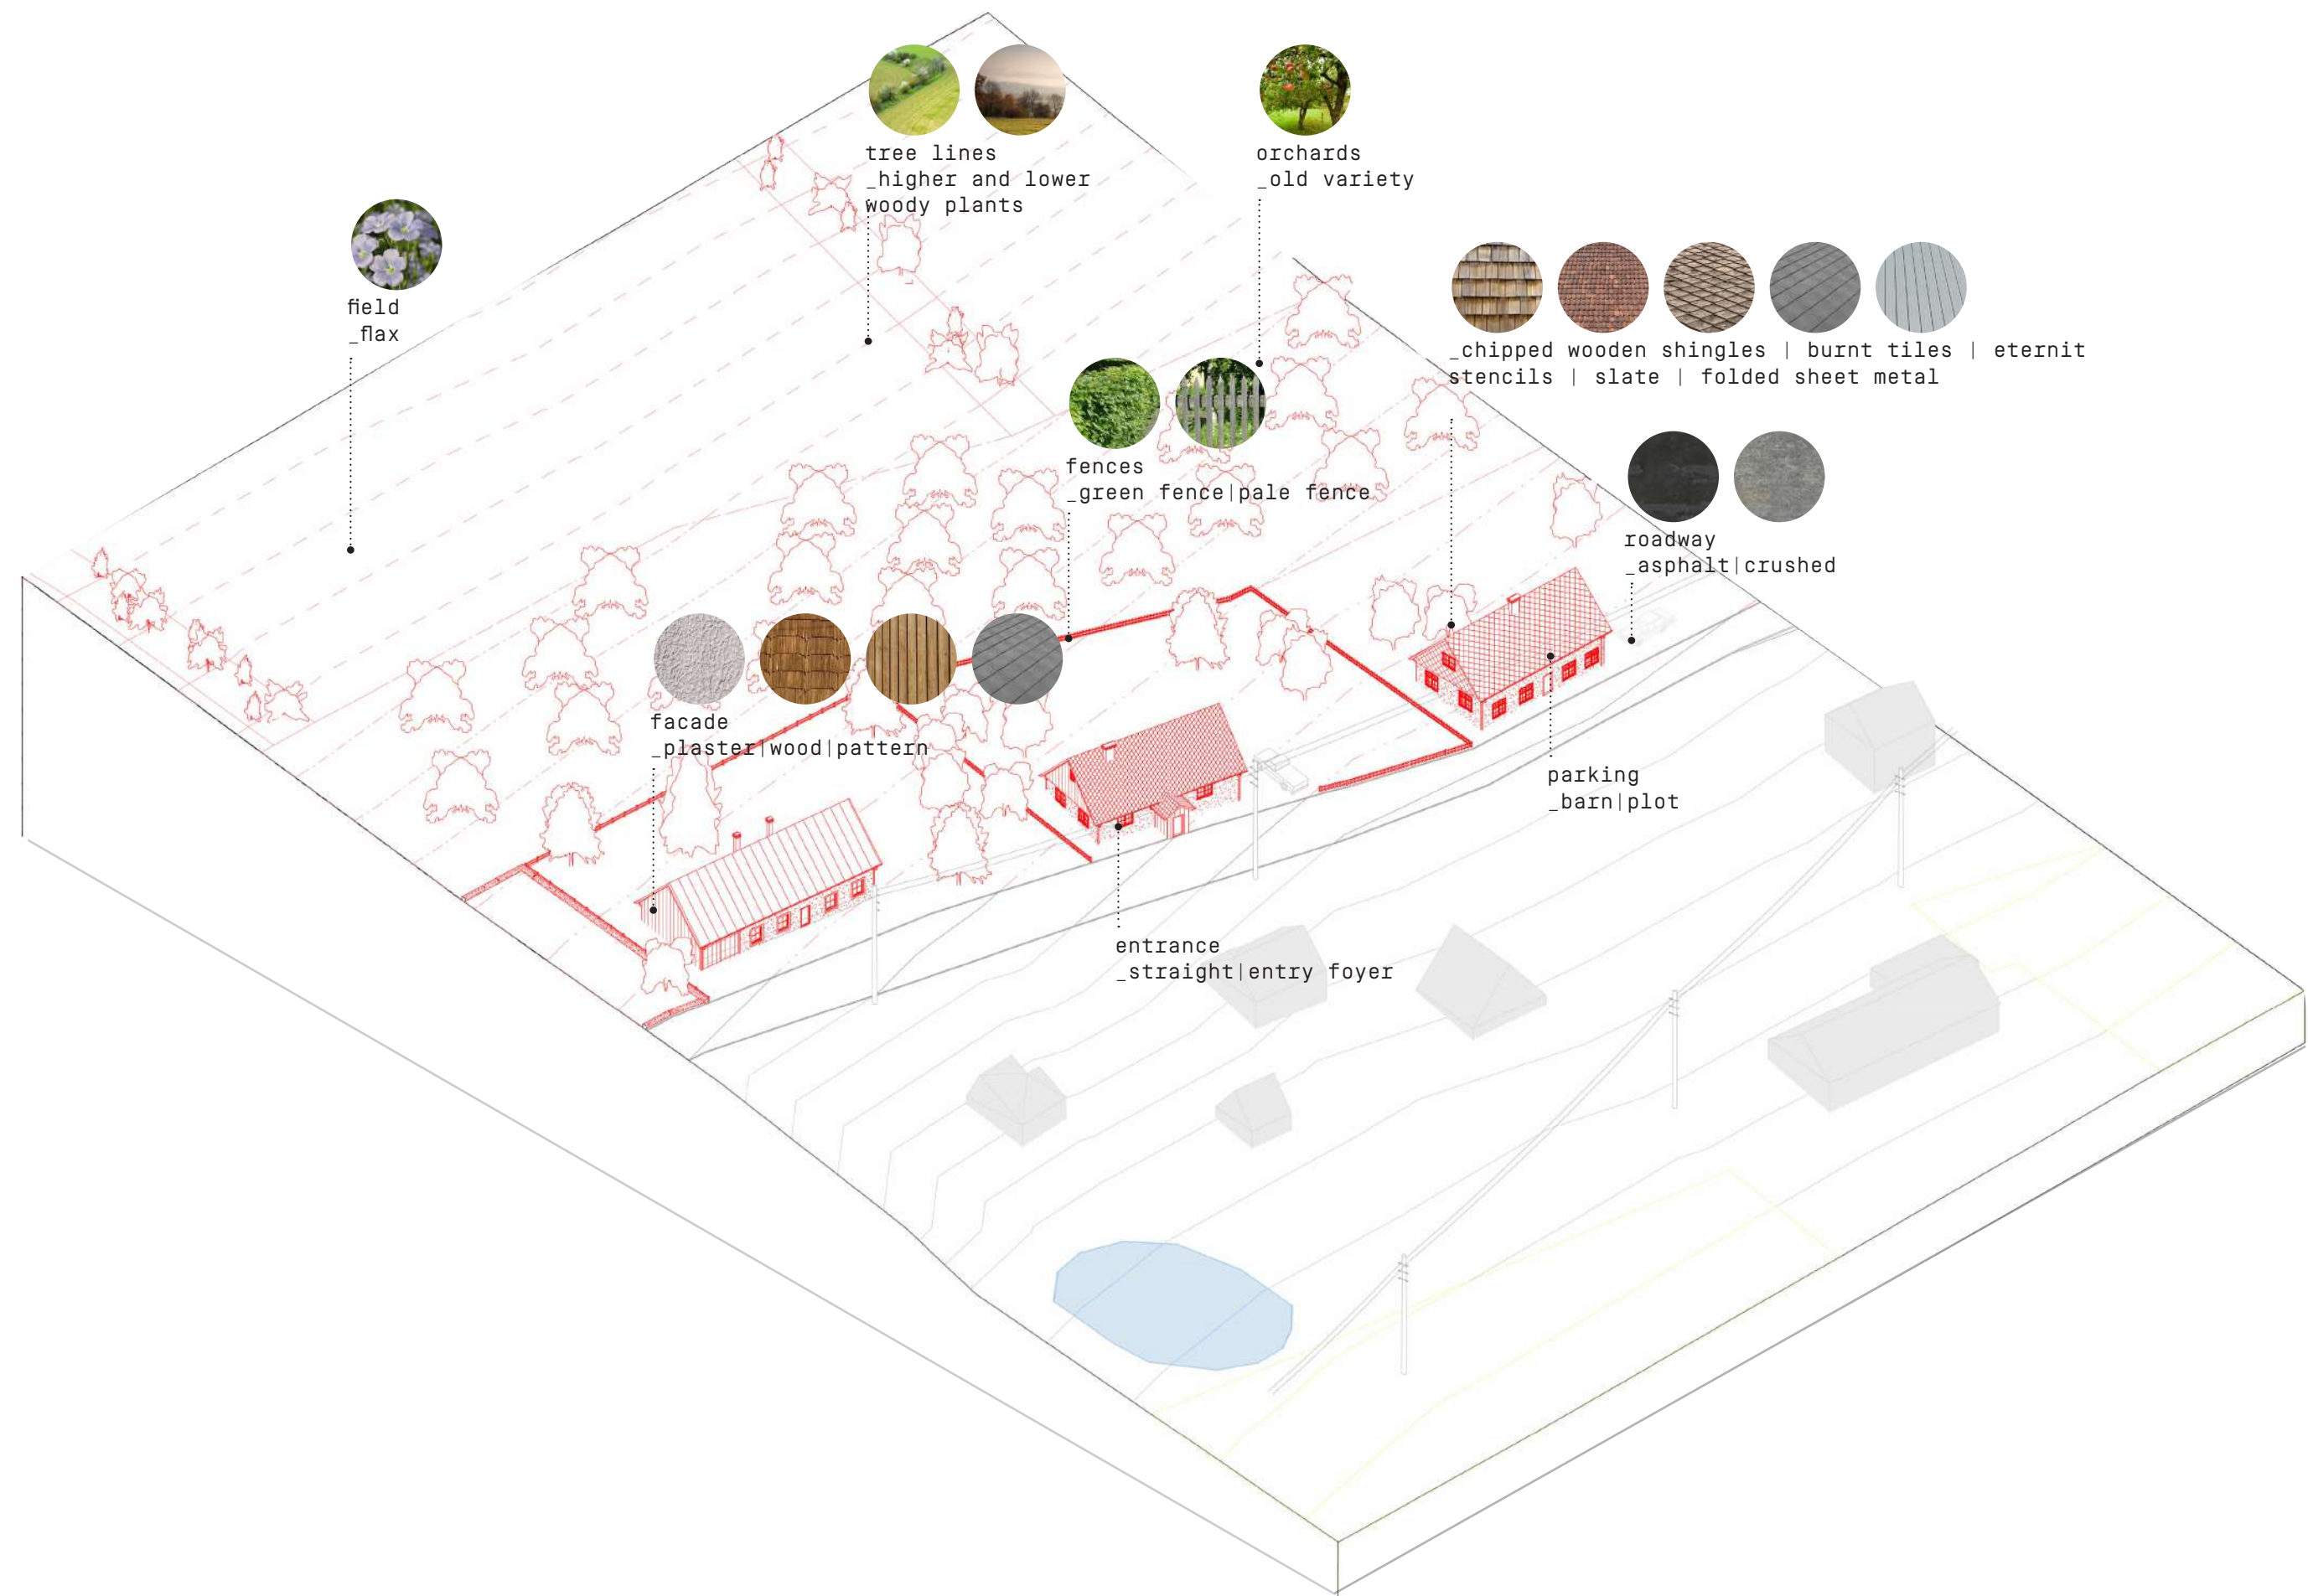 tree lines
_higher and lower
woody plants
orchards
_old variety
field
_flax
_chipped wooden shingles | burnt tiles | eternit
stencils | slate | folded sheet metal
fences
_green fence|pale fence
roadway
_asphalt|crushed
facade
_plaster|wood|pattern
parking
_barn|plot
entrance
_straight|entry foyer